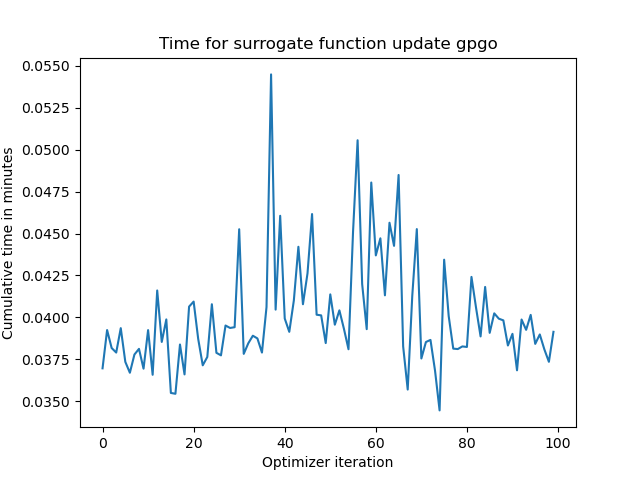 Time for surrogate function update gpgo
0.0550
0.0525
0.0500
0.0475
0.0450
0.0425
0.0400
0.0375
0.0350
Cumulative time in minutes
0 20 40 60 80 100
Optimizer iteration